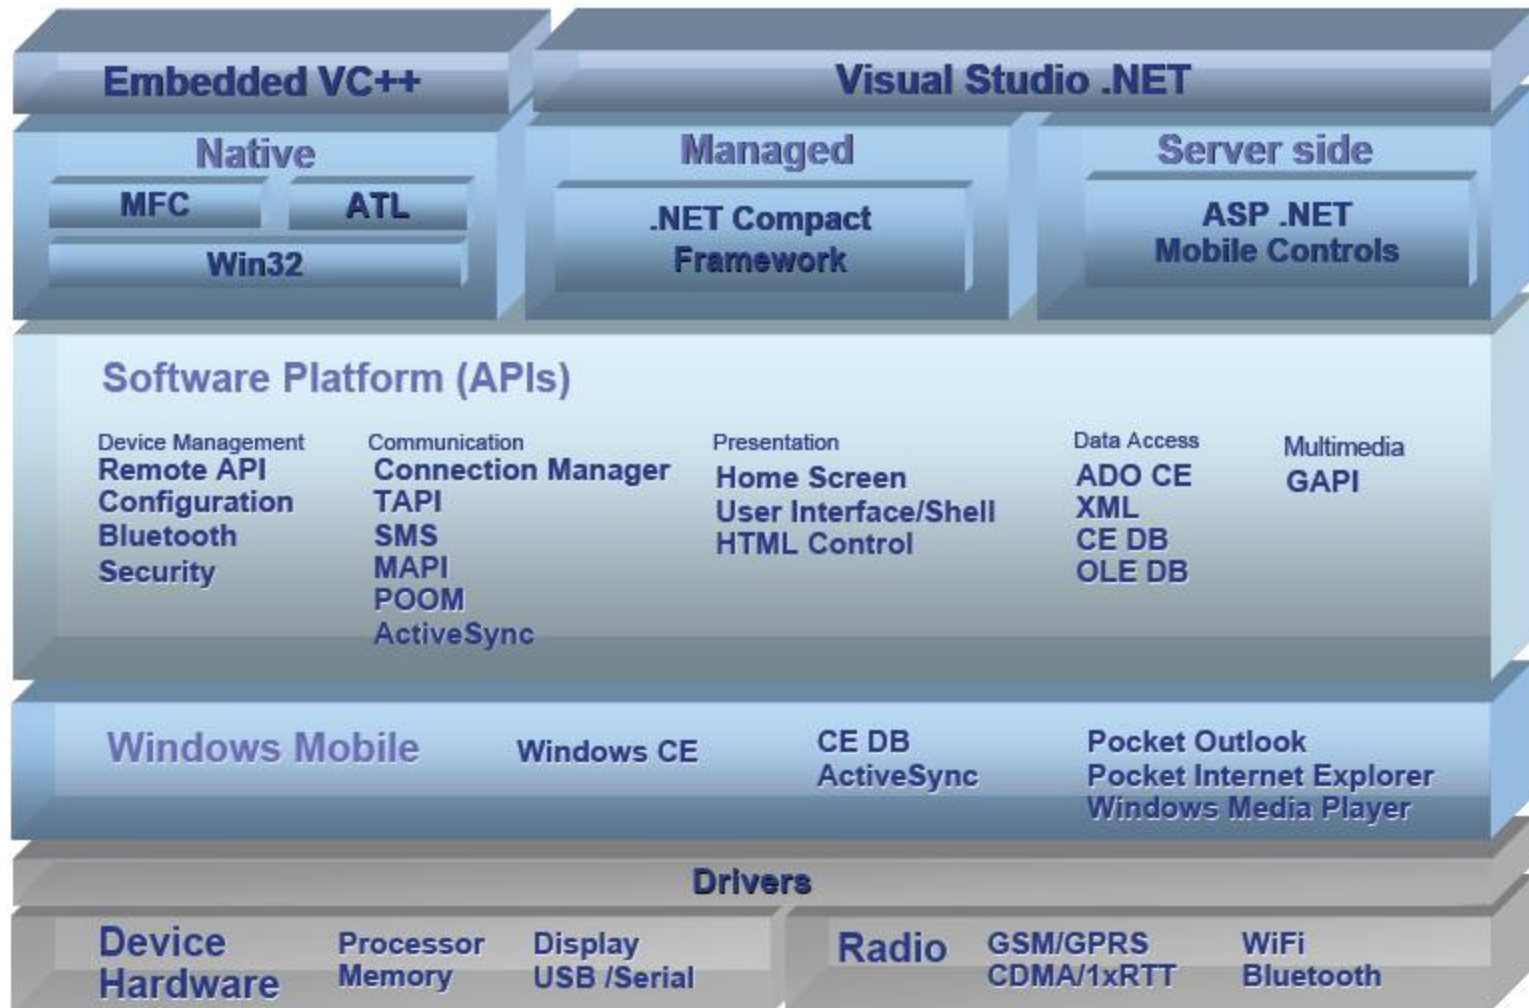 Embedded VC++
Visual Studio .NET
Native
MFC
ATL
Win32
Managed
.NET Compact
Framework
Server side
ASP .NET
Mobile Controls
Software Platform (APIs)
Device Management
Remote API
Configuration
Bluetooth
Security
Communication
Connection Manager
TAPI
SMS
MAPI
POOM
ActiveSync
Presentation
Home Screen
User Interface/Shell
HTML Control
Data Access
ADO CE
XML
CE DB
OLE DB
Multimedia
GAPI
Windows Mobile
Windows CE
CE DB
ActiveSync
Pocket Outlook
Pocket Internet Explorer
Windows Media Player
Drivers
Device
Hardware
Processor
Memory
Display
USB /Serial
Radio
GSM/GPRS
CDMA/1xRTT
WiFi
Bluetooth